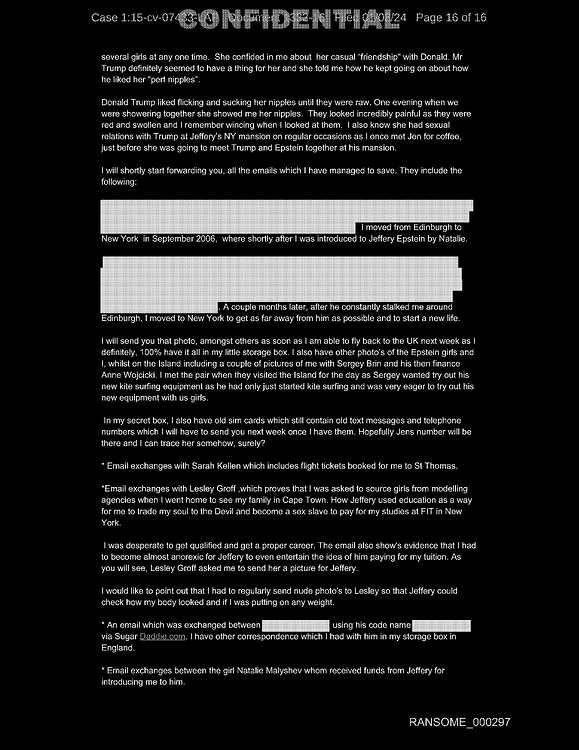 Case 1:15-cv-07433-LAP Document 1332-16 Filed 01/08/24 Page 16 of 16
CONFIDENTIAL
several girls at any one time. She confided in me about her casual "friendship" with Donald. Mr
Trump definitely seemed to have a thing for her and she told me how he kept going on about how
he liked her "pert nipples".
Donald Trump liked flicking and sucking her nipples until they were raw. One evening when we
were showering together she showed me her nipples. They looked incredibly painful as they were
red and swollen and I remember wincing when I looked at them. I also know she had sexual
relations with Trump at Jeffery's NY mansion on regular occasions as I once met Jen for coffee,
just before she was going to meet Trump and Epstein together at his mansion.
I will shortly start forwarding you, all the emails which I have managed to save. They include the
following:
I moved from Edinburgh to
New York in September 2006, where shortly after I was introduced to Jeffery Epstein by Natalie.
. A couple months later, after he constantly stalked me around
Edinburgh, I moved to New York to get as far away from him as possible and to start a new life.
I will send you that photo, amongst others as soon as I am able to fly back to the UK next week as I
definitely, 100% have it all in my little storage box. I also have other photo's of the Epstein girls and
I, whilst on the Island including a couple of pictures of me with Sergey Brin and his then finance
Anne Wojcicki. I met the pair when they visited the Island for the day as Sergey wanted try out his
new kite surfing equipment as he had only just started kite surfing and was very eager to try out his
new equipment with us girls.
In my secret box, I also have old sim cards which still contain old text messages and telephone
numbers which I will have to send you next week once I have them. Hopefully Jens number will be
there and I can trace her somehow, surely?
* Email exchanges with Sarah Kellen which includes flight tickets booked for me to St Thomas.
*Email exchanges with Lesley Groff ,which proves that I was asked to source girls from modelling
agencies when I went home to see my family in Cape Town. How Jeffery used education as a way
for me to trade my soul to the Devil and become a sex slave to pay for my studies at FIT in New
York.
I was desperate to get qualified and get a proper career. The email also show's evidence that I had
to become almost anorexic for Jeffery to even entertain the idea of him paying for my tuition. As
you will see, Lesley Groff asked me to send her a picture for Jeffery.
I would like to point out that I had to regularly send nude photo's to Lesley so that Jeffery could
check how my body looked and if I was putting on any weight.
* An email which was exchanged between using his code name
via Sugar Daddie.com. I have other correspondence which I had with him in my storage box in
England.
* Email exchanges between the girl Natalie Malyshev whom received funds from Jeffery for
introducing me to him.
RANSOME_000297